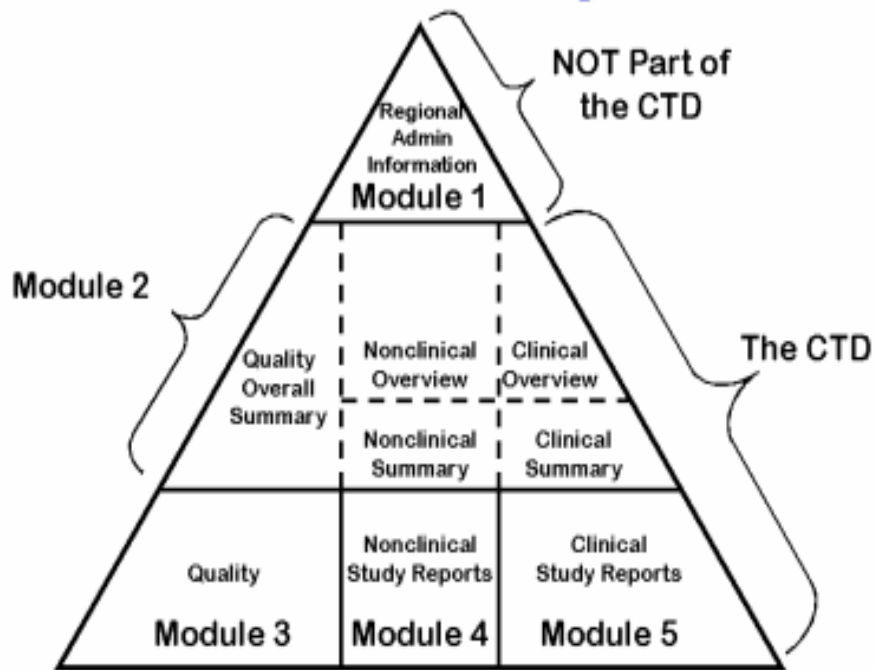 NOT Part of
the CTD
Regional
Admin
Information
Module 1
Module 2
The CTD
Quality
Overall
Summary
Nonclinical
Overview
Clinical
Overview
Nonclinical
Summary
Clinical
Summary
Quality
Module 3
Nonclinical
Study Reports
Module 4
Clinical
Study Reports
Module 5